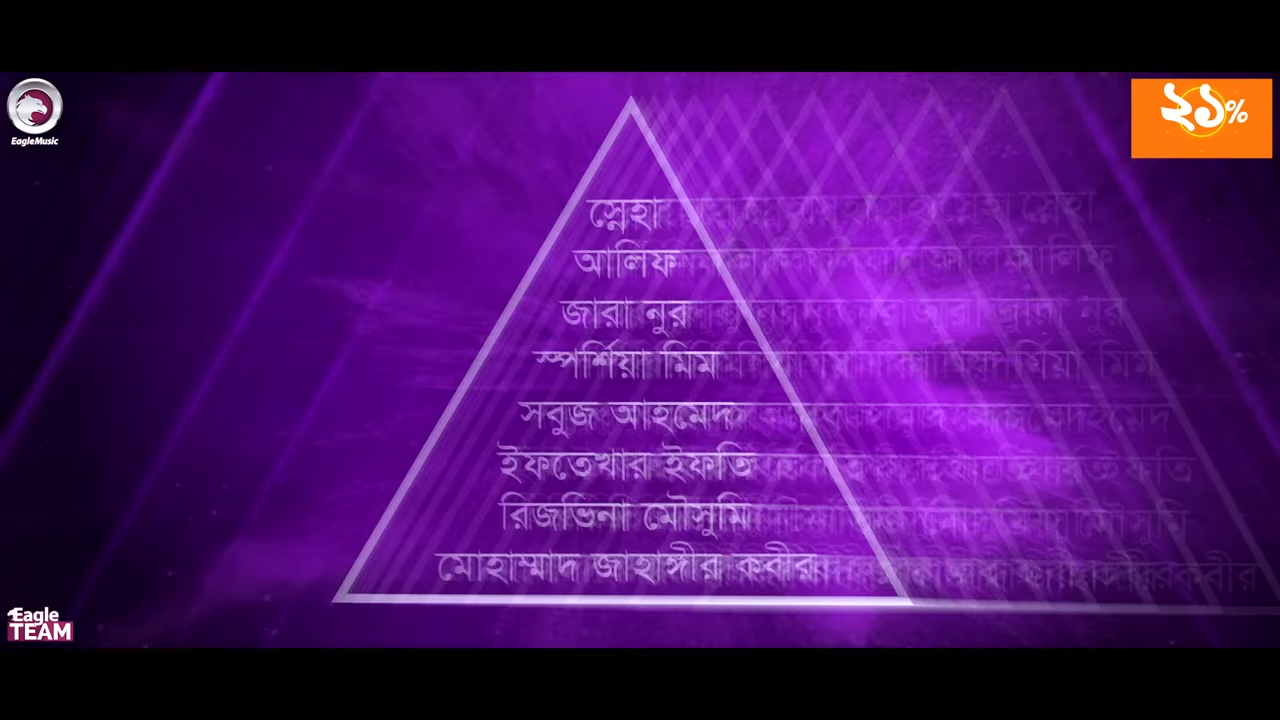 EagleMusic
২১%
স্নেহা
আলিফ
জারা নুর
স্পর্শিয়া মিম
সবুজ আহমেদ
ইফতেখার ইফতি
রিজভিনা মৌসুমি
মোহাম্মাদ জাহাঙ্গীর কবীর
Eagle
TEAM